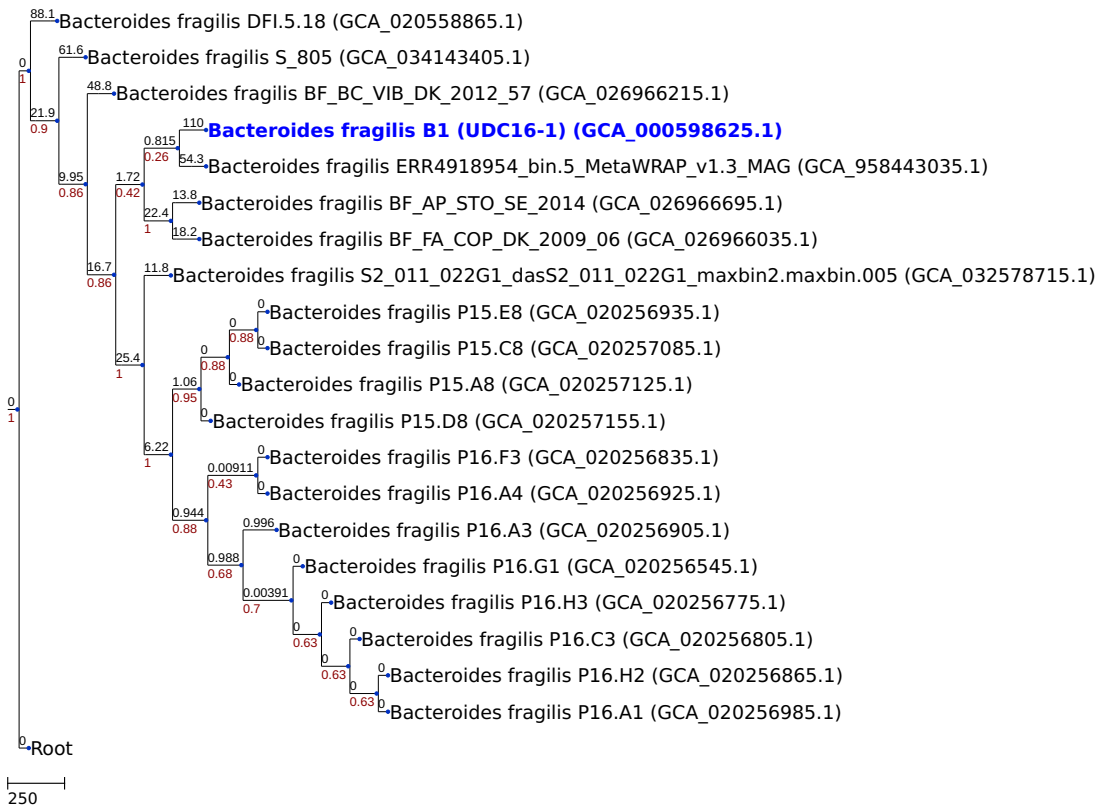 88.1 Bacteroides fragilis DFI.5.18 (GCA_020558865.1)
0
1
61.6 Bacteroides fragilis S_805 (GCA_034143405.1)
21.9
0.9
48.8 Bacteroides fragilis BF_BC_VIB_DK_2012_57 (GCA_026966215.1)
110 Bacteroides fragilis B1 (UDC16-1) (GCA_000598625.1)
0.815
0.26
54.3 Bacteroides fragilis ERR4918954_bin.5_MetaWRAP_v1.3_MAG (GCA_958443035.1)
9.95
0.86
1.72
0.42
13.8 Bacteroides fragilis BF_AP_STO_SE_2014 (GCA_026966695.1)
22.4
1
18.2 Bacteroides fragilis BF_FA_COP_DK_2009_06 (GCA_026966035.1)
16.7
0.86
11.8 Bacteroides fragilis S2_011_022G1_dasS2_011_022G1_maxbin2.maxbin.005 (GCA_032578715.1)
0 Bacteroides fragilis P15.E8 (GCA_020256935.1)
0
0.88
0 Bacteroides fragilis P15.C8 (GCA_020257085.1)
0
0.88
25.4
1
0 Bacteroides fragilis P15.A8 (GCA_020257125.1)
1.06
0.95
0 Bacteroides fragilis P15.D8 (GCA_020257155.1)
0
1
6.22
1
0 Bacteroides fragilis P16.F3 (GCA_020256835.1)
0.00911
0.43
0 Bacteroides fragilis P16.A4 (GCA_020256925.1)
0.944
0.88
0.996 Bacteroides fragilis P16.A3 (GCA_020256905.1)
0.988
0.68
0 Bacteroides fragilis P16.G1 (GCA_020256545.1)
0.00391
0.7
0 Bacteroides fragilis P16.H3 (GCA_020256775.1)
0
0.63
0 Bacteroides fragilis P16.C3 (GCA_020256805.1)
0
0.63
0 Bacteroides fragilis P16.H2 (GCA_020256865.1)
0
0.63
0 Bacteroides fragilis P16.A1 (GCA_020256985.1)
0 Root
250